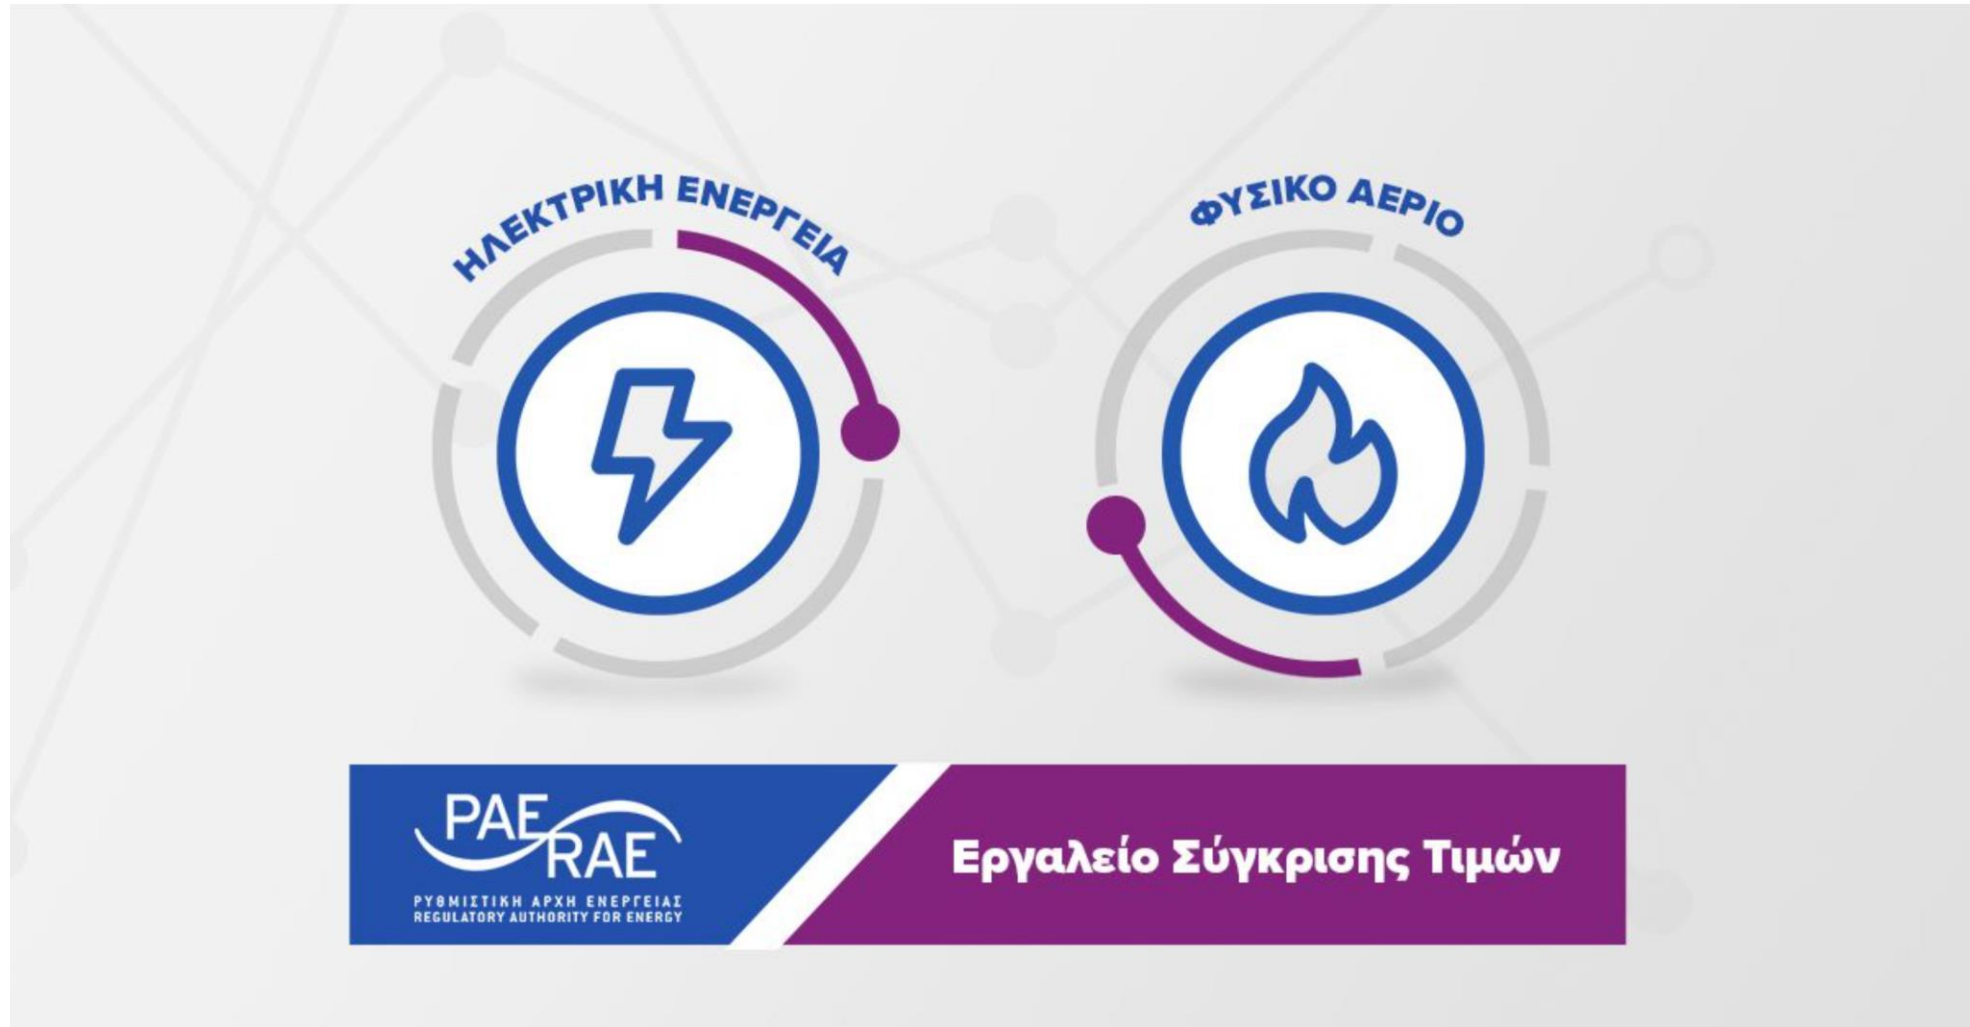 ΗΛΕΚΤΡΙΚΗ ΕΝΕΡΓΕΙΑ
ΦΥΣΙΚΟ ΑΕΡΙΟ
ΡΑΕ
RAE
ΡΥΘΜΙΣΤΙΚΗ ΑΡΧΗ ΕΝΕΡΓΕΙΑΣ
REGULATORY AUTHORITY FOR ENERGY
Εργαλείο Σύγκρισης Τιμών